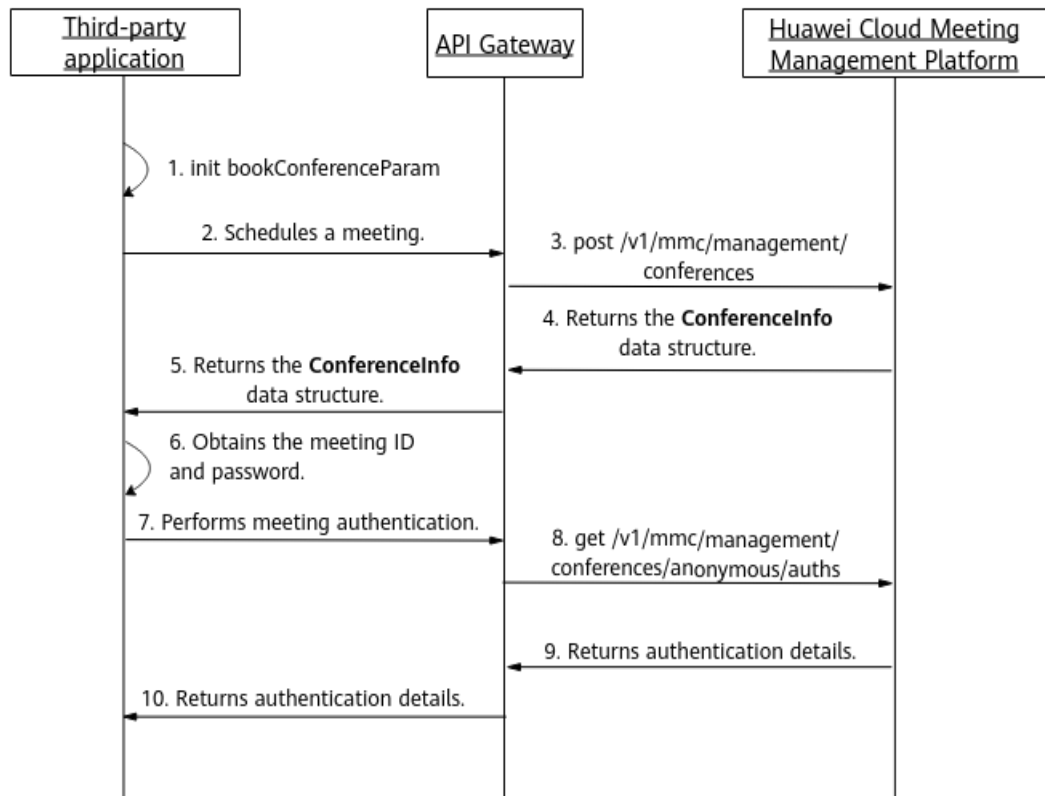 Third-party
application
API Gateway
Huawei Cloud Meeting
Management Platform
1. init bookConferenceParam
2. Schedules a meeting.
3. post /v1/mmc/management/
conferences
4. Returns the ConferenceInfo
data structure.
5. Returns the ConferenceInfo
data structure.
6. Obtains the meeting ID
and password.
7. Performs meeting authentication.
8. get /v1/mmc/management/
conferences/anonymous/auths
9. Returns authentication details.
10. Returns authentication details.